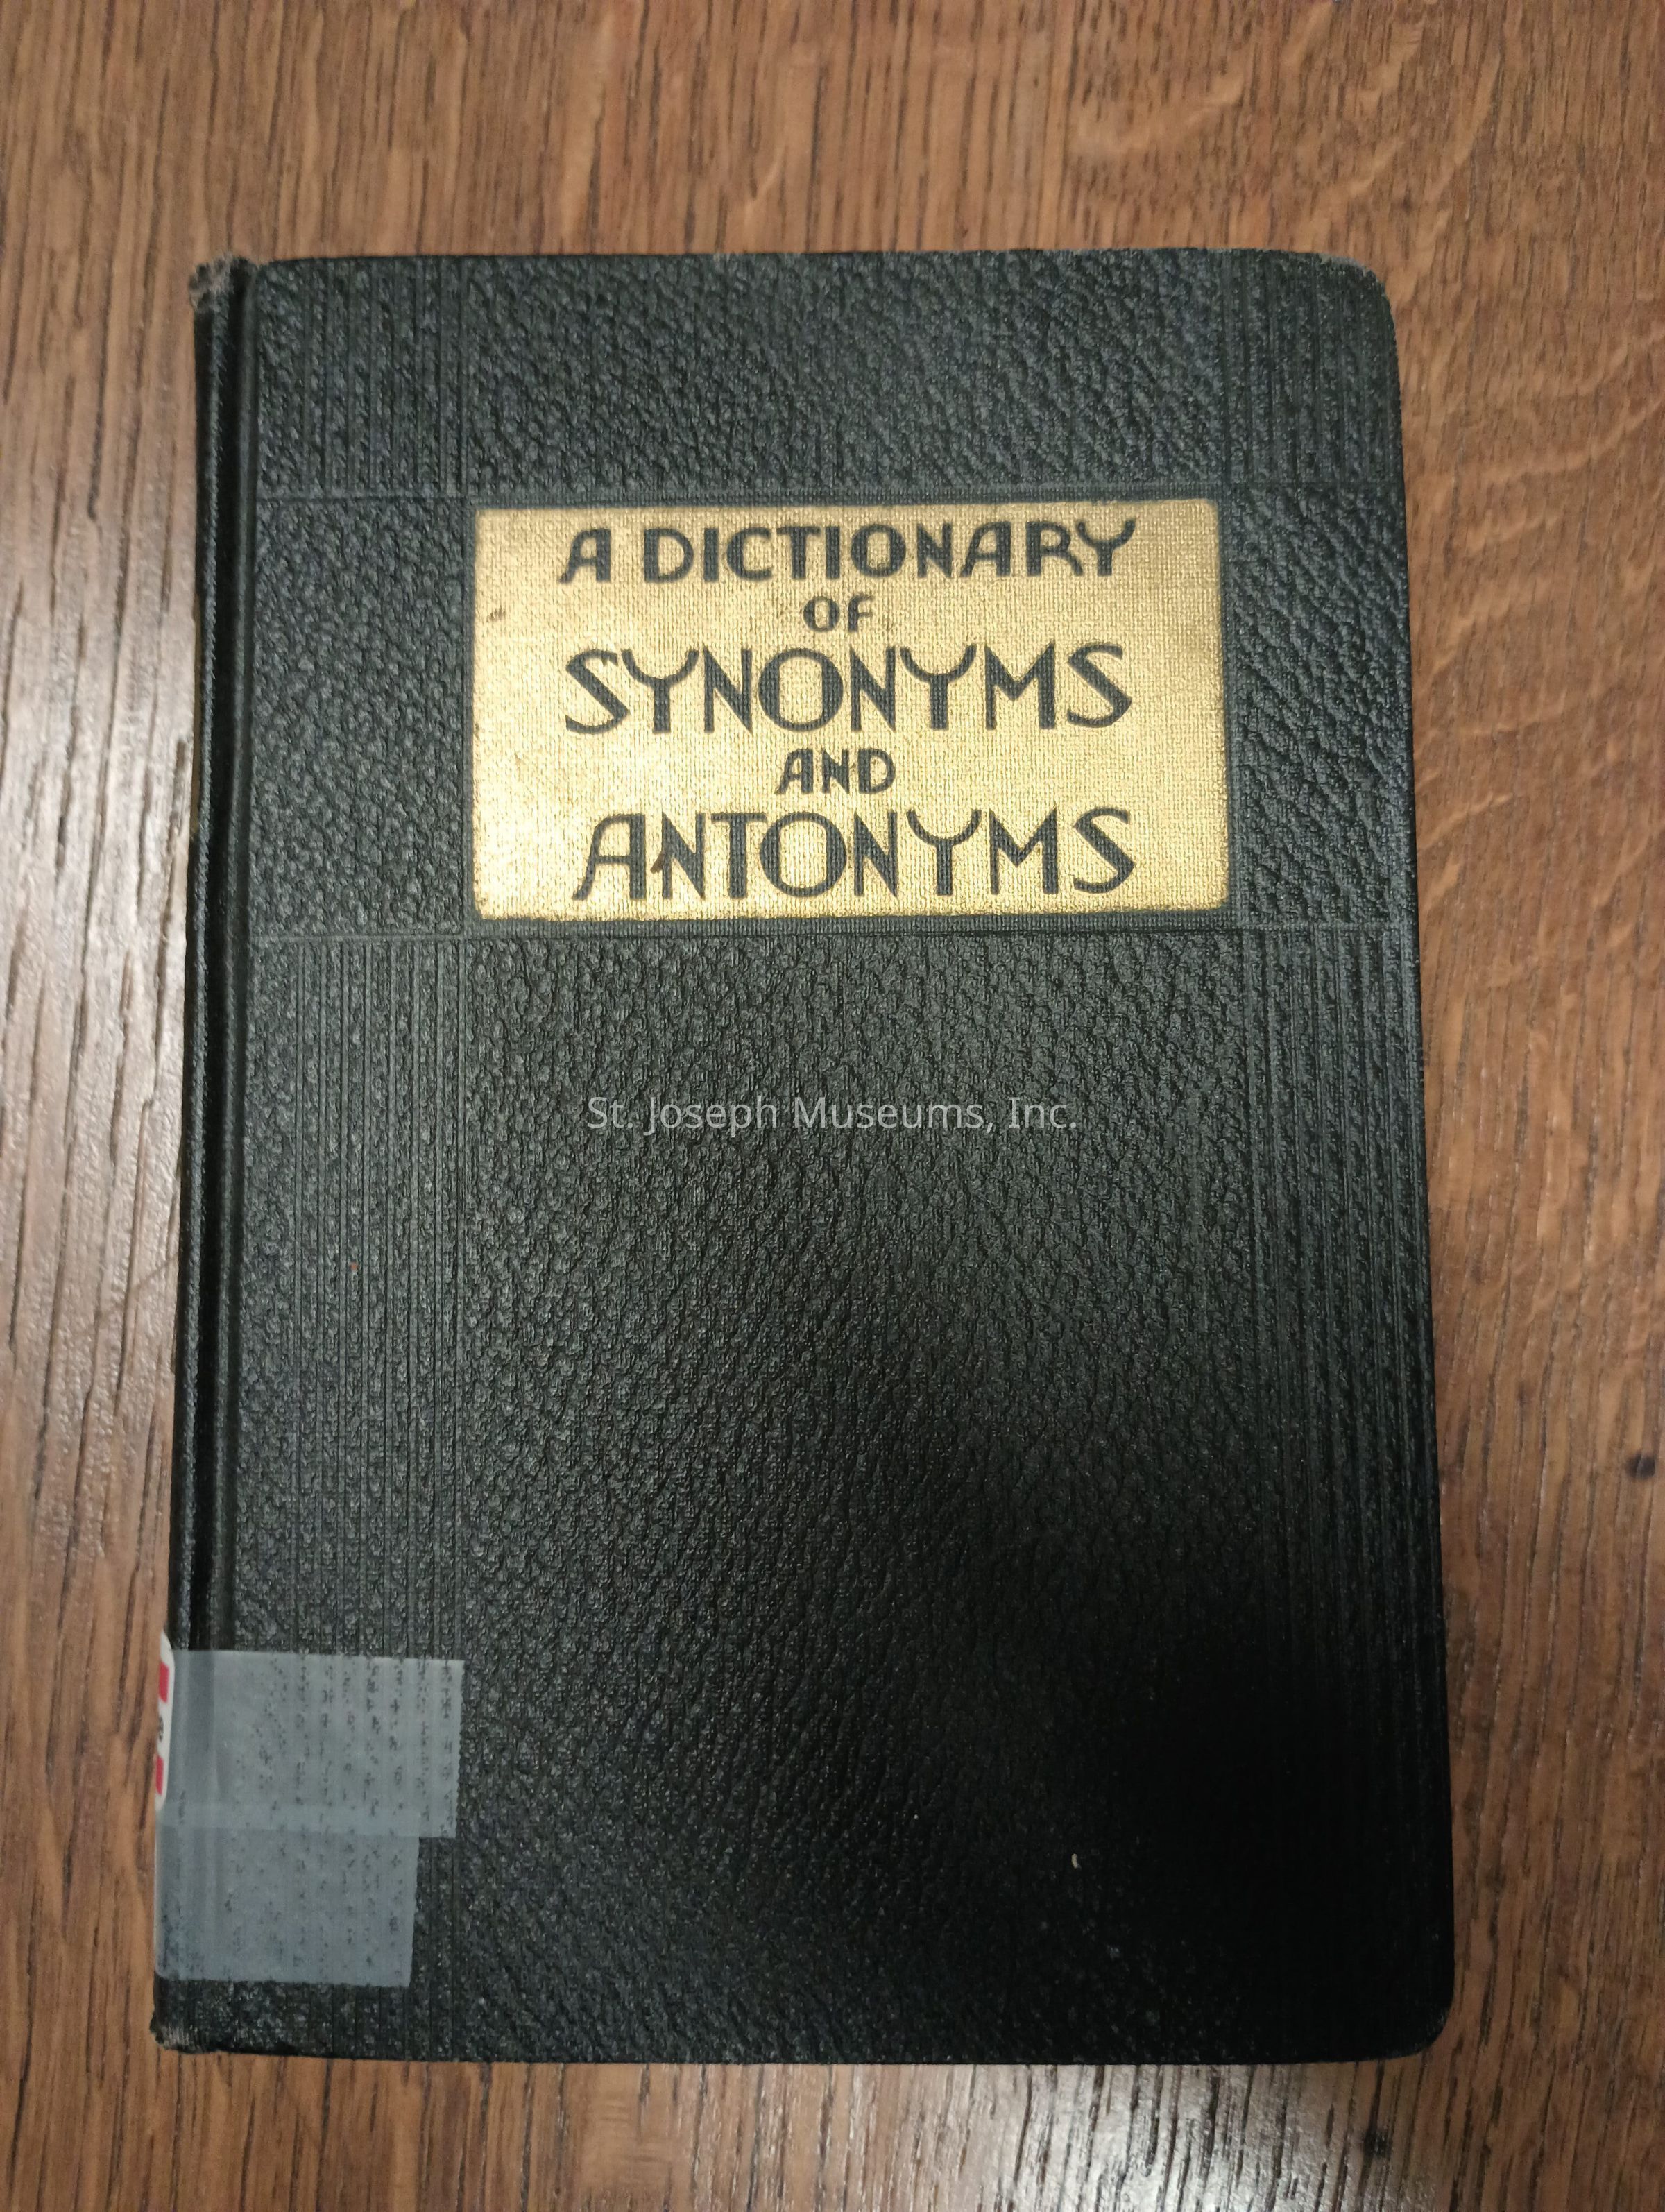 A DICTIONARY
OF
SYNONYMS
AND
ANTONYMS
St. Joseph Museums, Inc.